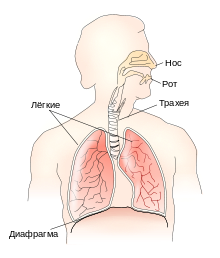 Нос
Рот
Лёгкие
Трахея
Диафрагма